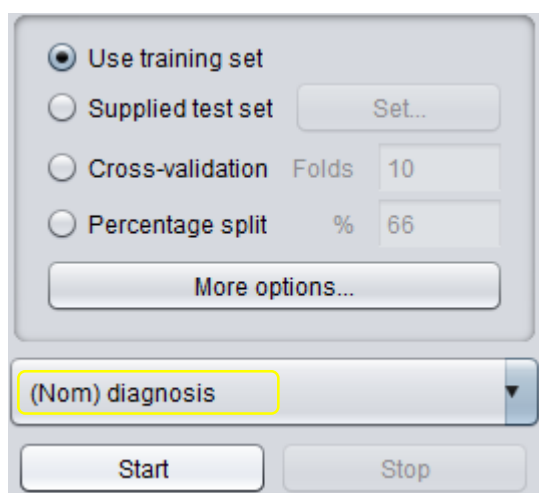 Use training set
Supplied test set Set...
Cross-validation Folds 10
Percentage split % 66
More options...
(Nom) diagnosis
Start Stop